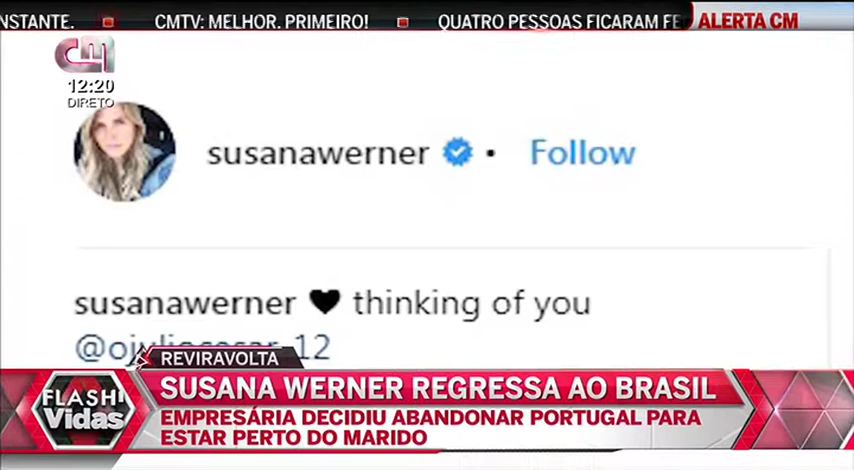 NSTANTE. CMTV: MELHOR. PRIMEIRO! QUATRO PESSOAS FICARAM FE ALERTA CM
CM
12:20
DIRETO
susanawerner • Follow
susanawerner ♥ thinking of you
@ojuliocesar_12
REVIRAVOLTA
FLASH!
Vidas
SUSANA WERNER REGRESSA AO BRASIL
EMPRESÁRIA DECIDIU ABANDONAR PORTUGAL PARA
ESTAR PERTO DO MARIDO